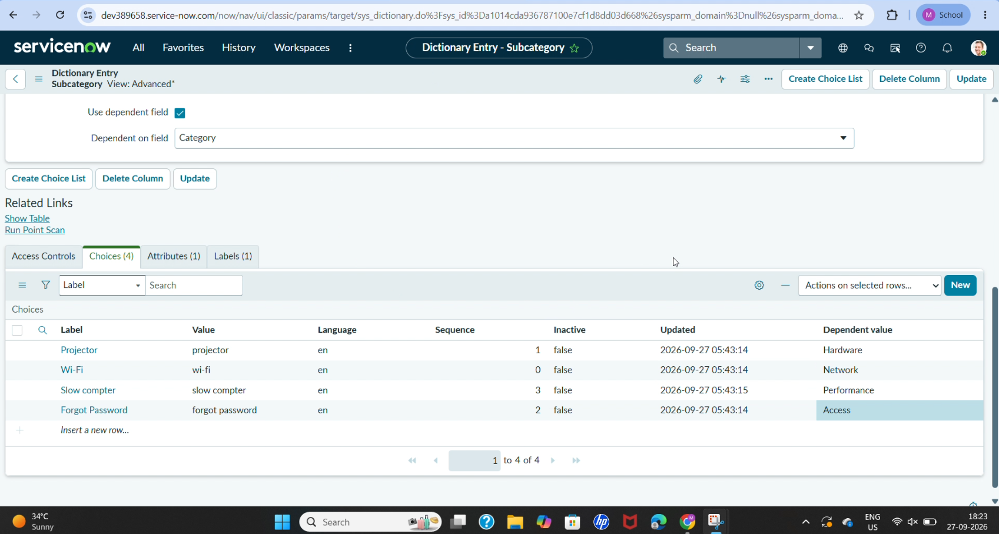 dev389658.service-now.com/now/nav/ui/classic/params/target/sys_dictionary.do%3Fsys_id%3Da1014cda936787100e7cf1d8dd03d668%26sysparm_domain%3Dnull%26sysparm_doma...
M School
servicenow All Favorites History Workspaces Dictionary Entry - Subcategory Search
Dictionary Entry
Subcategory View: Advanced*
Create Choice List Delete Column Update
Use dependent field
Dependent on field Category
Create Choice List Delete Column Update
Related Links
Show Table
Run Point Scan
Access Controls Choices (4) Attributes (1) Labels (1)
Label Search Actions on selected rows... New
Choices
Label Value Language Sequence Inactive Updated Dependent value
Projector projector en 1 false 2026-09-27 05:43:14 Hardware
Wi-Fi wi-fi en 0 false 2026-09-27 05:43:14 Network
Slow compter slow compter en 3 false 2026-09-27 05:43:15 Performance
Forgot Password forgot password en 2 false 2026-09-27 05:43:14 Access
Insert a new row...
1 to 4 of 4
34°C
Sunny
Search
ENG
US
18:23
27-09-2026